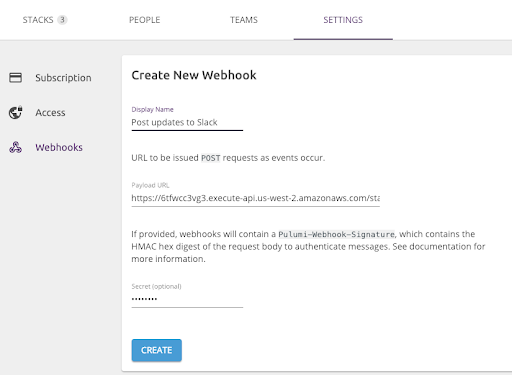 STACKS 3 PEOPLE TEAMS SETTINGS
Subscription
Access
Webhooks
Create New Webhook
Display Name
Post updates to Slack
URL to be issued POST requests as events occur.
Payload URL
https://6tfwcc3vg3.execute-api.us-west-2.amazonaws.com/sta
If provided, webhooks will contain a Pulumi-Webhook-Signature, which contains the
HMAC hex digest of the request body to authenticate messages. See documentation for
more information.
Secret (optional)
••••••••
CREATE